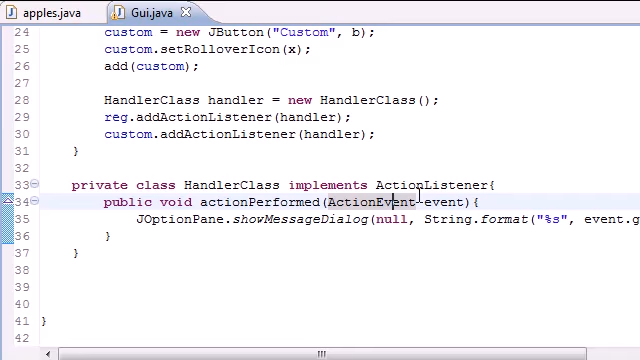 apples.java Gui.java
24 custom = new JButton("Custom", b);
25 custom.setRolloverIcon(x);
26 add(custom);
27
28 HandlerClass handler = new HandlerClass();
29 reg.addActionListener(handler);
30 custom.addActionListener(handler);
31 }
32
33 private class HandlerClass implements ActionListener{
34 public void actionPerformed(ActionEvent event){
35 JOptionPane.showMessageDialog(null, String.format("%s", event.g
36 }
37 }
38
39
40
41 }
42